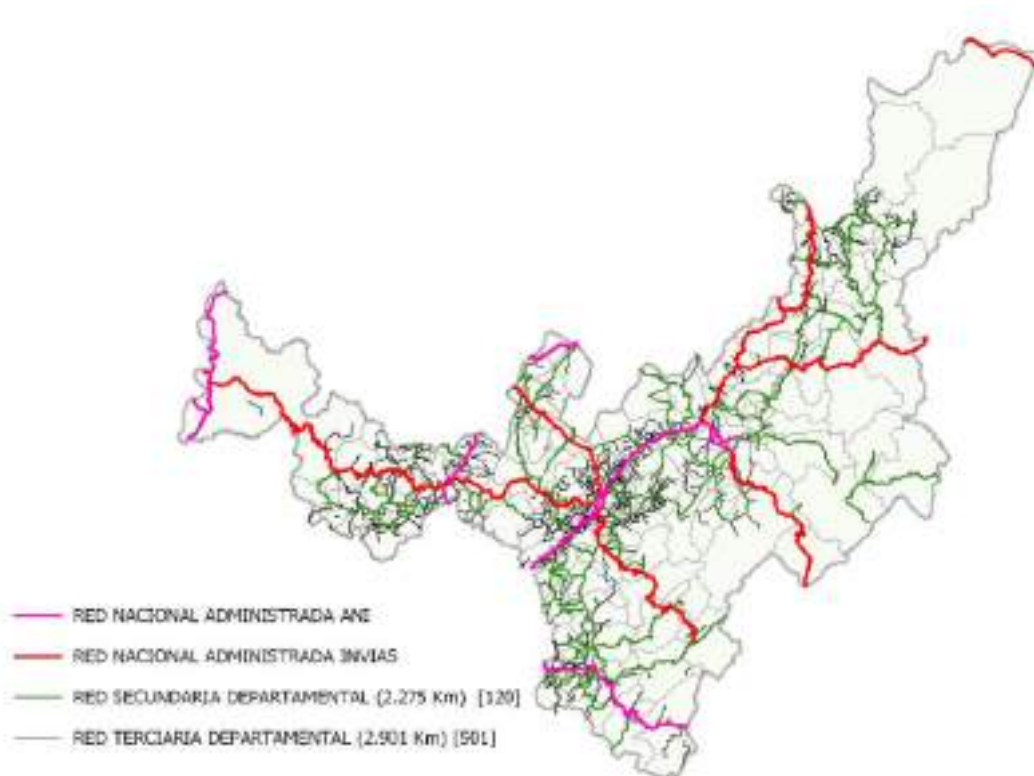 RED NACIONAL ADMINISTRADA ANI
RED NACIONAL ADMINISTRADA INVIAS
RED SECUNDARIA DEPARTAMENTAL (2.275 Km) [120]
RED TERCIARIA DEPARTAMENTAL (2.901 Km) [501]